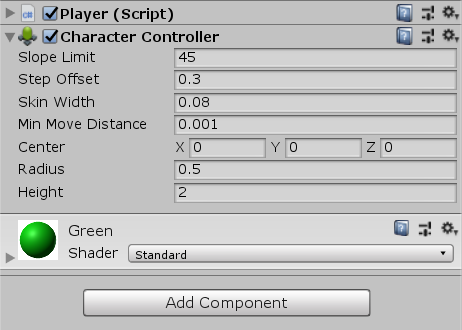 Player (Script)
Character Controller
Slope Limit 45
Step Offset 0.3
Skin Width 0.08
Min Move Distance 0.001
Center X 0 Y 0 Z 0
Radius 0.5
Height 2
Green
Shader Standard
Add Component